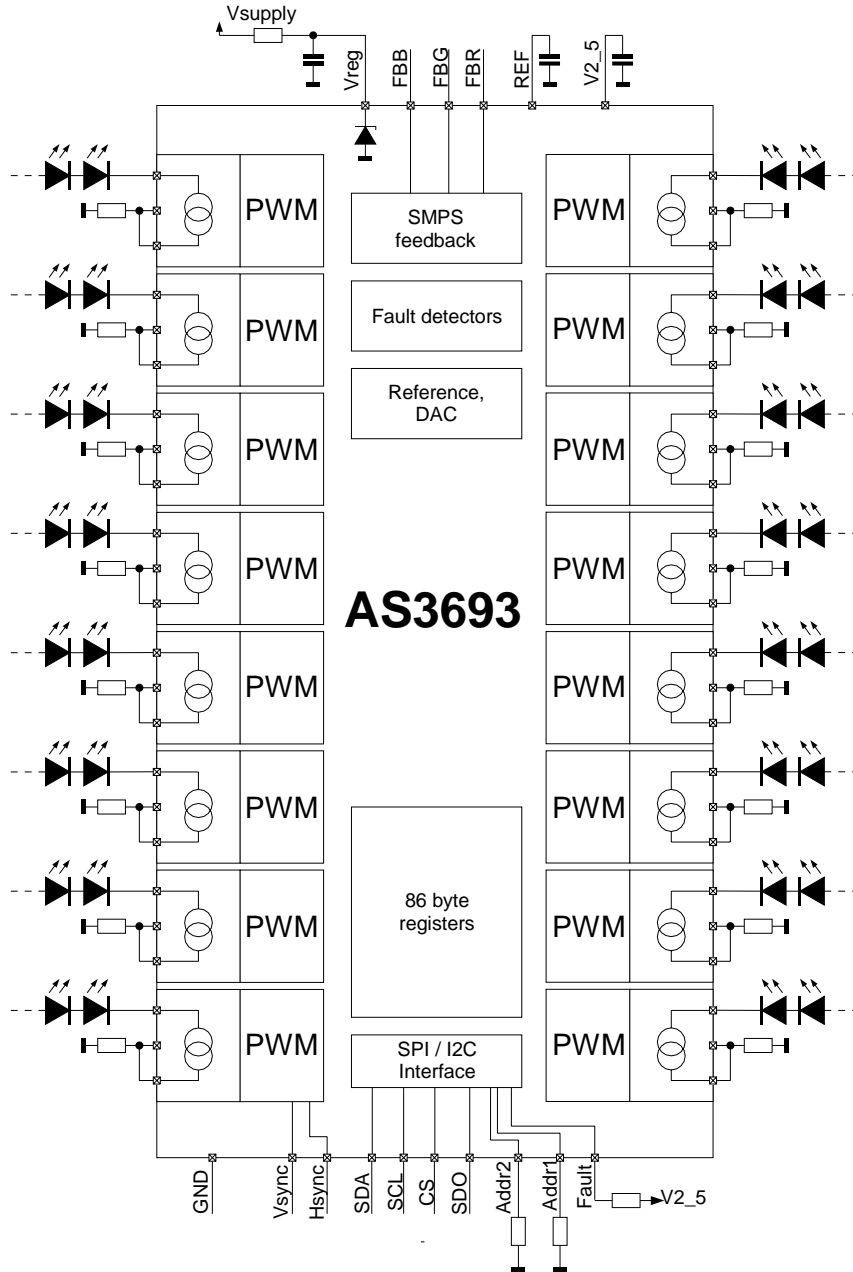 Vsupply
Vreg
FBB
FBG
FBR
REF
V2_5
PWM
SMPS
feedback
PWM
PWM
Fault detectors
PWM
PWM
Reference,
DAC
PWM
PWM
PWM
AS3693
PWM
PWM
PWM
PWM
PWM
86 byte
registers
PWM
PWM
SPI / I2C
Interface
PWM
GND
Vsync
Hsync
SDA
SCL
CS
SDO
Addr2
Addr1
Fault
V2_5
-